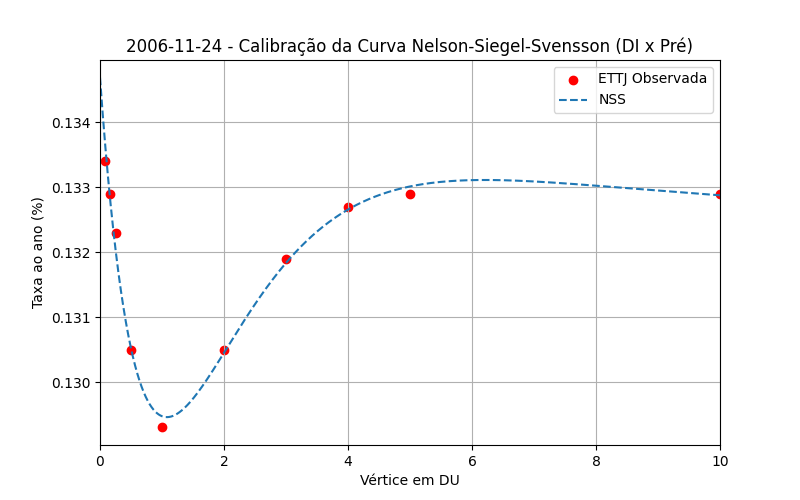 2006-11-24 - Calibração da Curva Nelson-Siegel-Svensson (DI x Pré)
ETTJ Observada
NSS
Taxa ao ano (%)
0.134
0.133
0.132
0.131
0.130
0 2 4 6 8 10
Vértice em DU